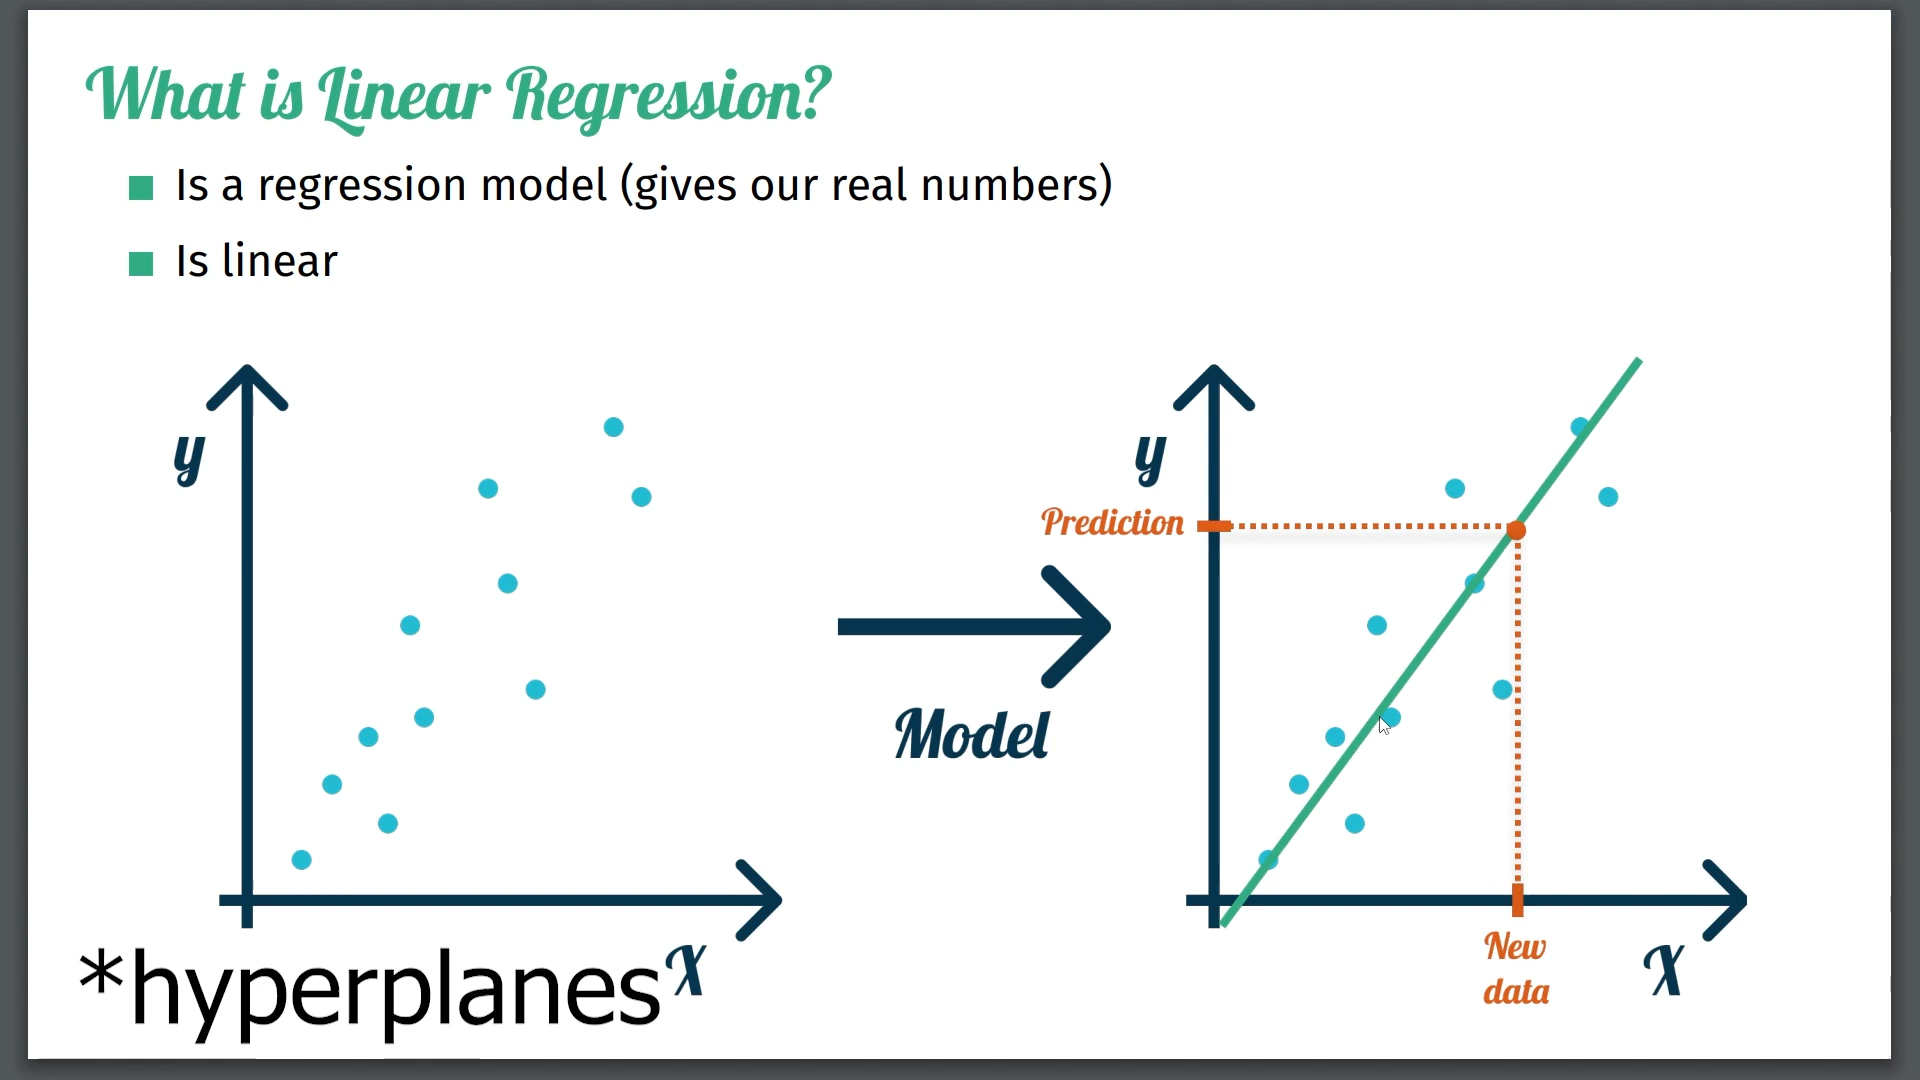 What is Linear Regression?
Is a regression model (gives our real numbers)
Is linear
y
X
Model
y
Prediction
New
data
X
*hyperplanes